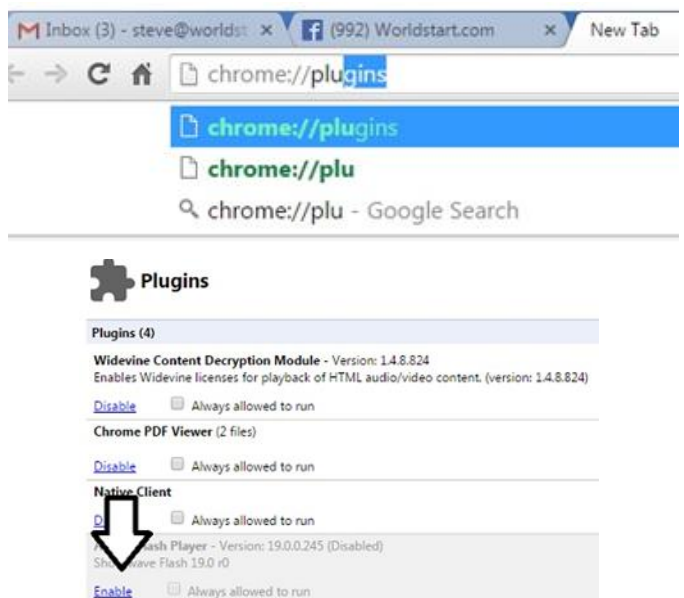 Inbox (3) - steve@worldst
(992) Worldstart.com
New Tab
chrome://plugins
chrome://plugins
chrome://plu
chrome://plu - Google Search
Plugins
Plugins (4)
Widevine Content Decryption Module - Version: 1.4.8.824
Enables Widevine licenses for playback of HTML audio/video content. (version: 1.4.8.824)
Disable Always allowed to run
Chrome PDF Viewer (2 files)
Disable Always allowed to run
Native Client
Always allowed to run
Player - Version: 19.0.0.245 (Disabled)
Flash 19.0 r0
Enable Always allowed to run